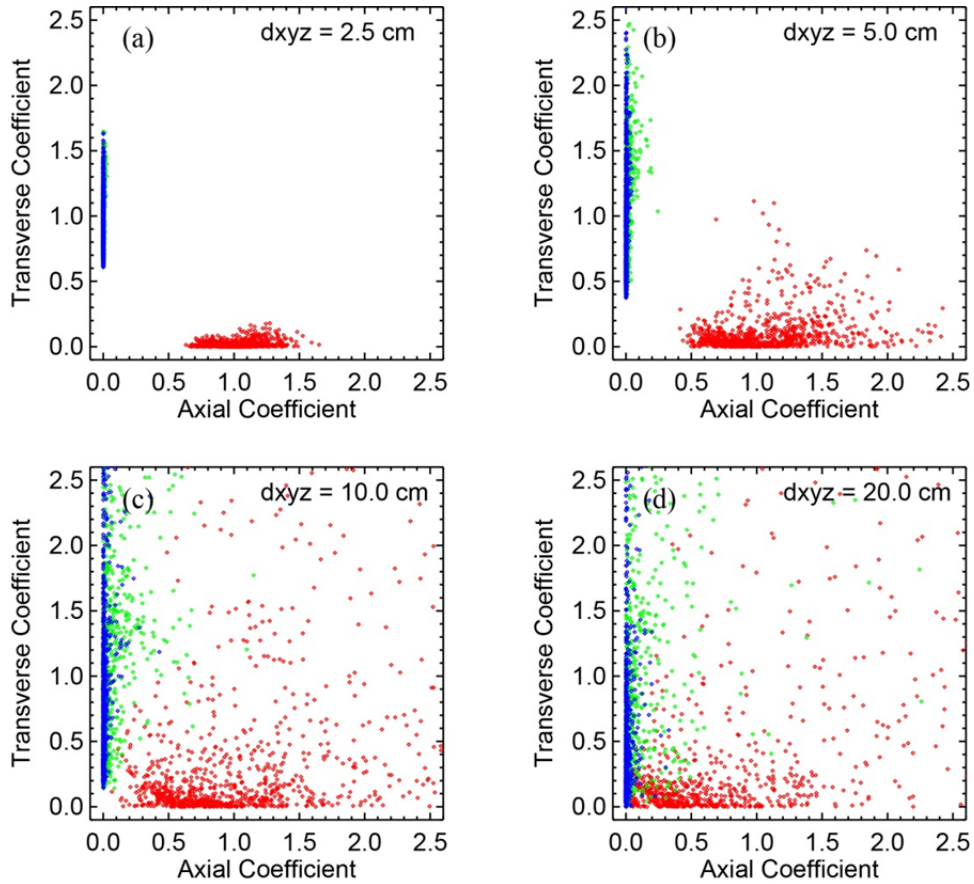 (a) dxyz = 2.5 cm
2.5
2.0
1.5
1.0
0.5
0.0
Transverse Coefficient
0.0 0.5 1.0 1.5 2.0 2.5
Axial Coefficient
(b) dxyz = 5.0 cm
2.5
2.0
1.5
1.0
0.5
0.0
Transverse Coefficient
0.0 0.5 1.0 1.5 2.0 2.5
Axial Coefficient
(c) dxyz = 10.0 cm
2.5
2.0
1.5
1.0
0.5
0.0
Transverse Coefficient
0.0 0.5 1.0 1.5 2.0 2.5
Axial Coefficient
(d) dxyz = 20.0 cm
2.5
2.0
1.5
1.0
0.5
0.0
Transverse Coefficient
0.0 0.5 1.0 1.5 2.0 2.5
Axial Coefficient